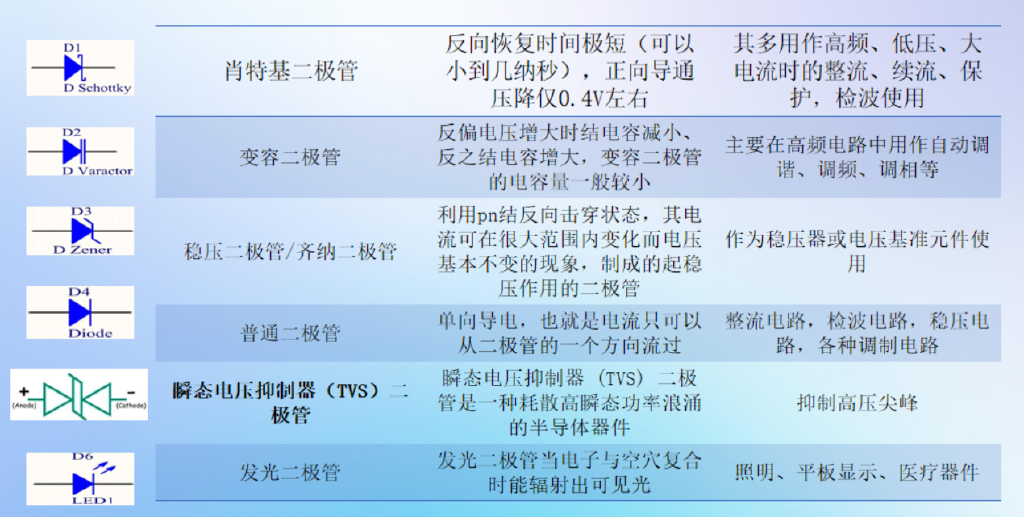 D1
D Schottky
肖特基二极管
反向恢复时间极短（可以
小到几纳秒），正向导通
压降仅0.4V左右
其多用作高频、低压、大
电流时的整流、续流、保
护，检波使用
D2
D Varactor
变容二极管
反偏电压增大时结电容减小、
反之结电容增大，变容二极管
的电容量一般较小
主要在高频电路中用作自动调
谐、调频、调相等
D3
D Zener
稳压二极管/齐纳二极管
利用pn结反向击穿状态，其电
流可在很大范围内变化而电压
基本不变的现象，制成的起稳
压作用的二极管
作为稳压器或电压基准元件使
用
D4
Diode
普通二极管
单向导电，也就是电流只可以
从二极管的一个方向流过
整流电路，检波电路，稳压电
路，各种调制电路
+
-
(Anode)
(Cathode)
瞬态电压抑制器（TVS）二
极管
瞬态电压抑制器 (TVS) 二极
管是一种耗散高瞬态功率浪涌
的半导体器件
抑制高压尖峰
D6
LED1
发光二极管
发光二极管当电子与空穴复合
时能辐射出可见光
照明、平板显示、医疗器件